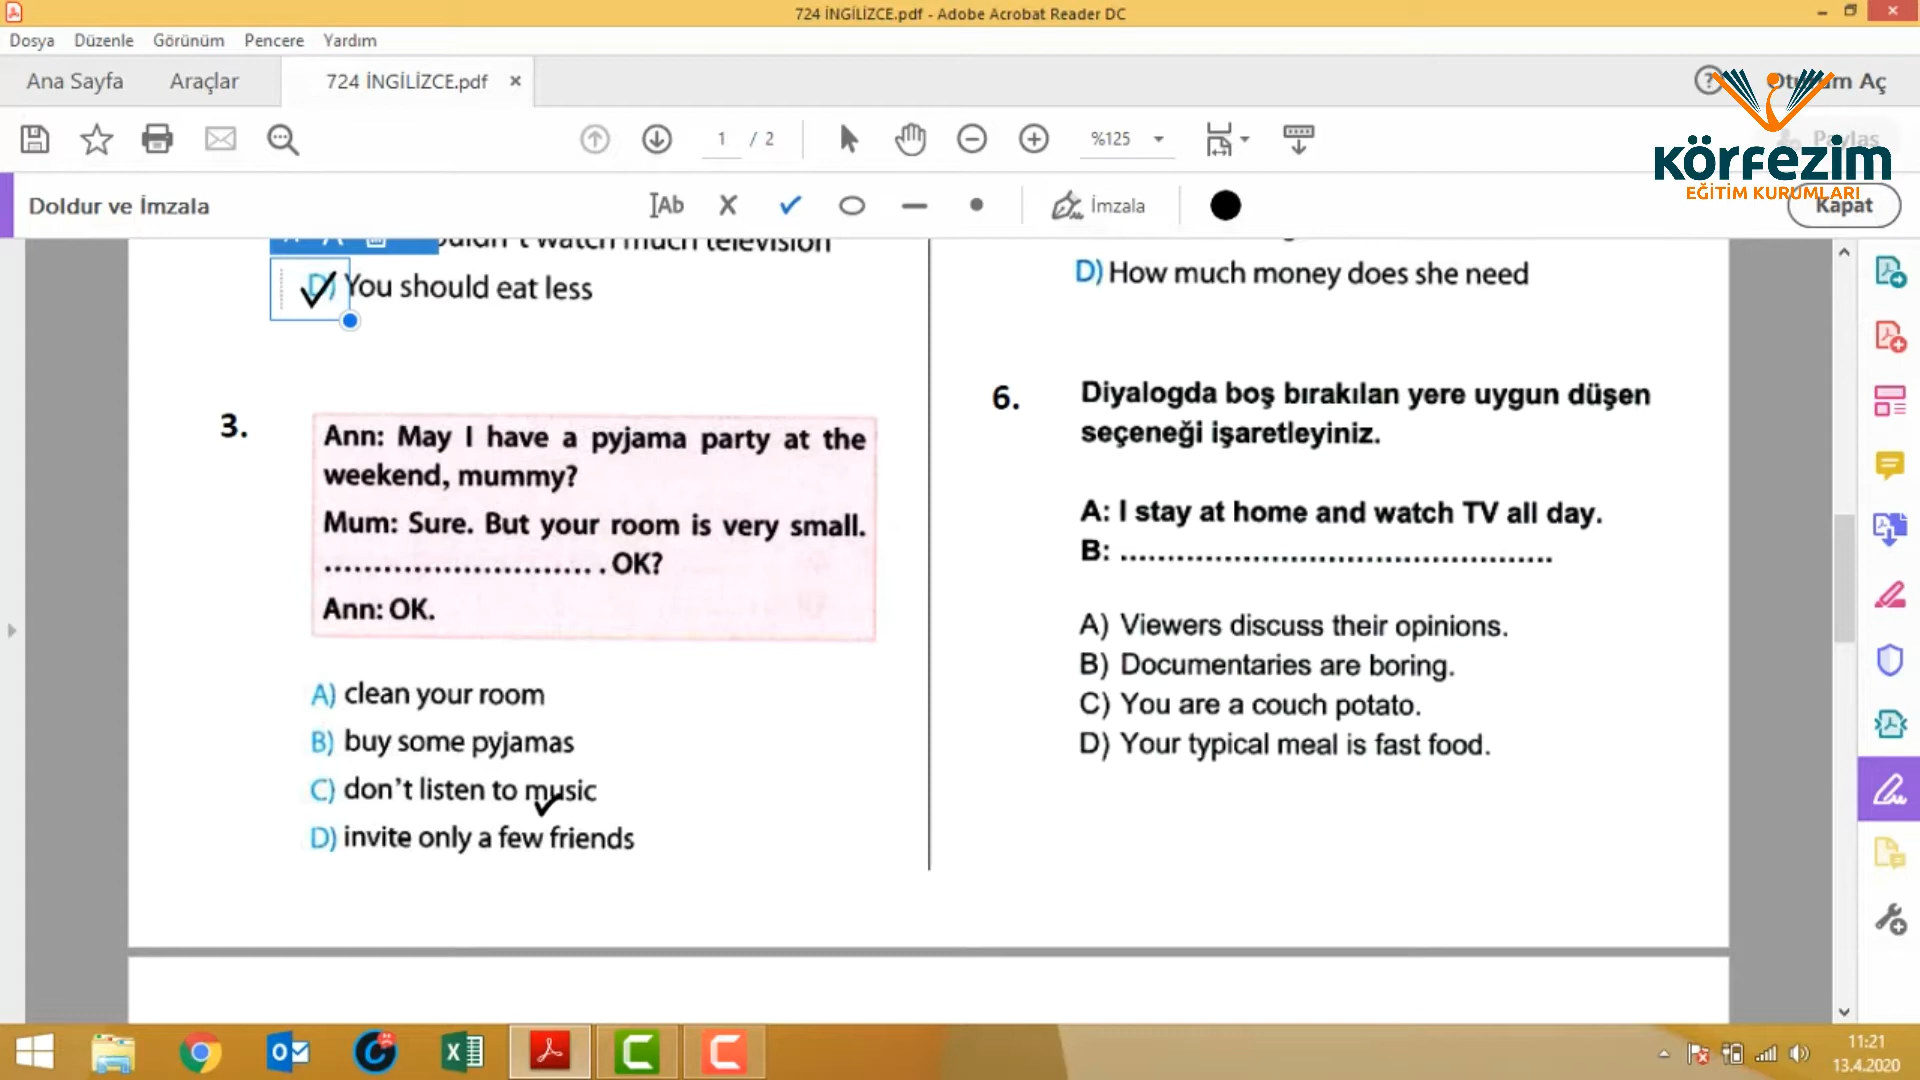 724 İNGİLİZCE.pdf - Adobe Acrobat Reader DC
Dosya Düzenle Görünüm Pencere Yardım
Ana Sayfa Araçlar 724 İNGİLİZCE.pdf × Aç
1 / 2 %125 Paylaş
körfezim
EĞİTİM KURUMLARI
Doldur ve İmzala Ab İmzala Kapat
watch much television
D) You should eat less
3.
Ann: May I have a pyjama party at the
weekend, mummy?
Mum: Sure. But your room is very small.
........................... . OK?
Ann: OK.
A) clean your room
B) buy some pyjamas
C) don't listen to music
D) invite only a few friends
D) How much money does she need
6. Diyalogda boş bırakılan yere uygun düşen
seçeneği işaretleyiniz.
A: I stay at home and watch TV all day.
B: ..............................................
A) Viewers discuss their opinions.
B) Documentaries are boring.
C) You are a couch potato.
D) Your typical meal is fast food.
11:21
13.4.2020